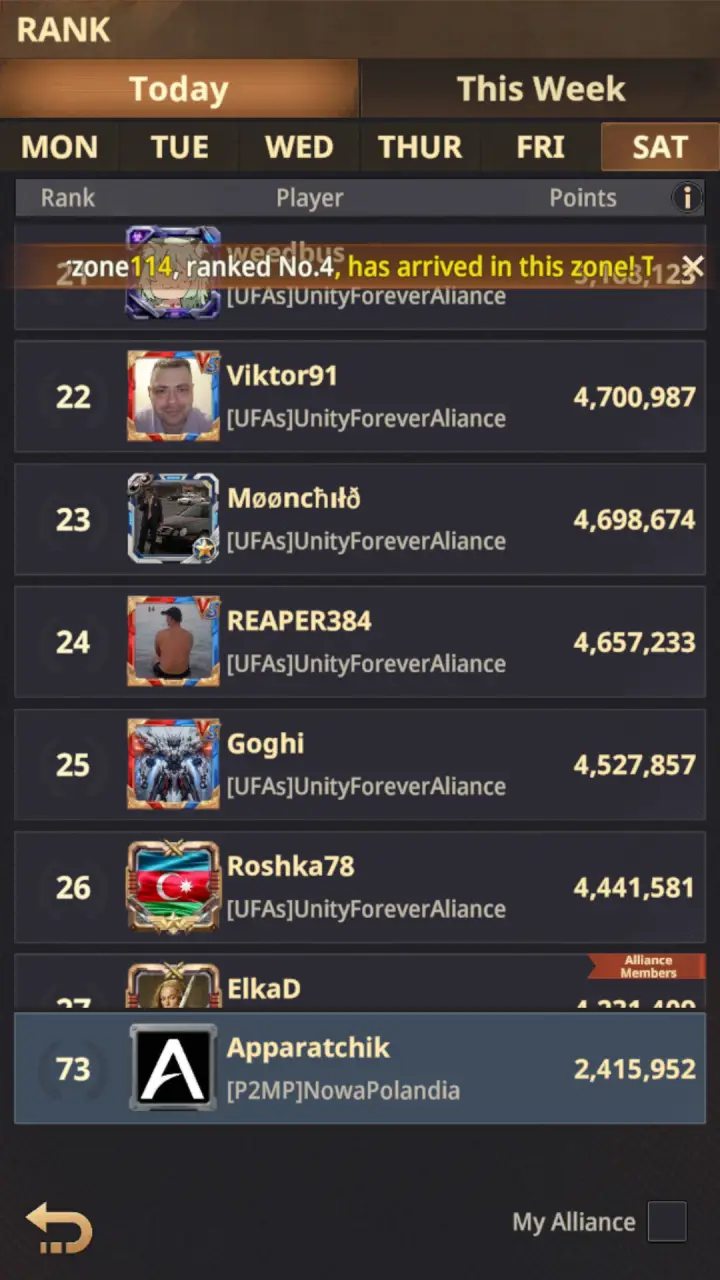 RANK
Today This Week
MON TUE WED THUR FRI SAT
Rank Player Points i
weedbus
zone114, ranked No.4, has arrived in this zone! T
[UFAs]UnityForeverAliance
22 Viktor91 4,700,987
[UFAs]UnityForeverAliance
23 Møøncħıłð 4,698,674
[UFAs]UnityForeverAliance
24 REAPER384 4,657,233
[UFAs]UnityForeverAliance
25 Goghi 4,527,857
[UFAs]UnityForeverAliance
26 Roshka78 4,441,581
[UFAs]UnityForeverAliance
Alliance
Members
27 ElkaD
73 Apparatchik 2,415,952
[P2MP]NowaPolandia
My Alliance